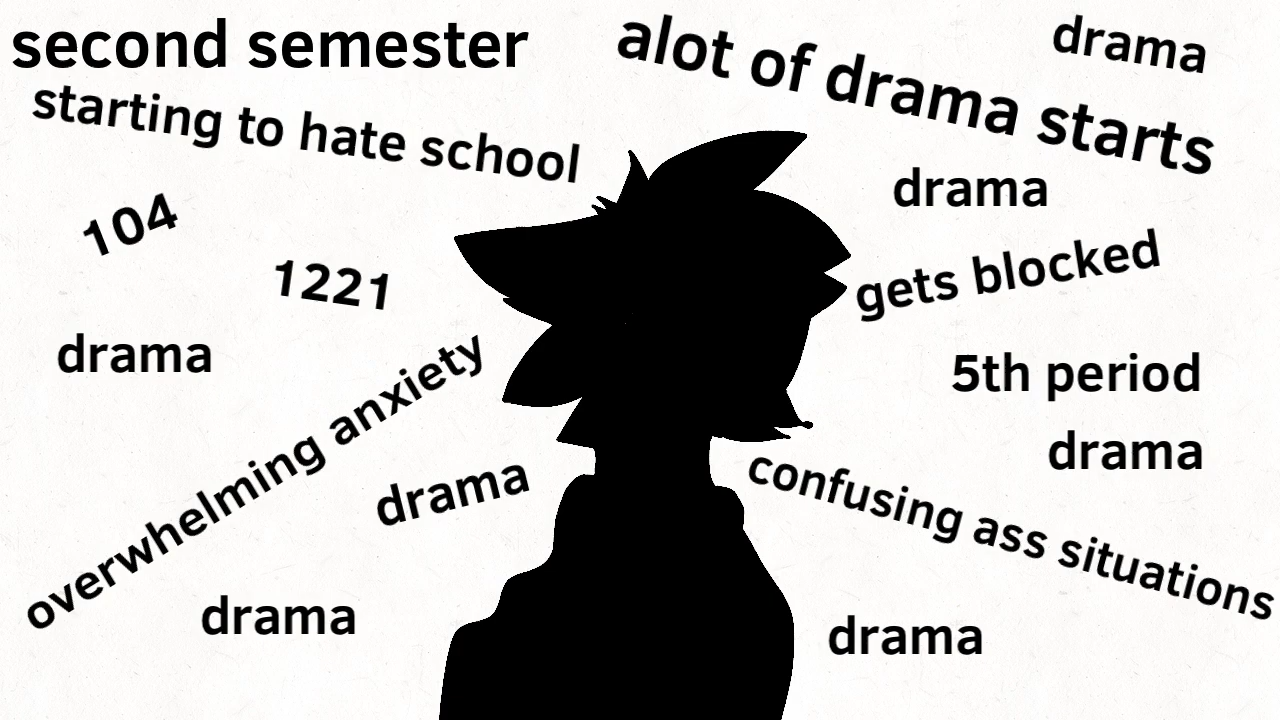 second semester
alot of drama starts
drama
starting to hate school
drama
104
gets blocked
1221
drama
5th period
overwhelming anxiety
drama
drama
confusing ass situations
drama
drama